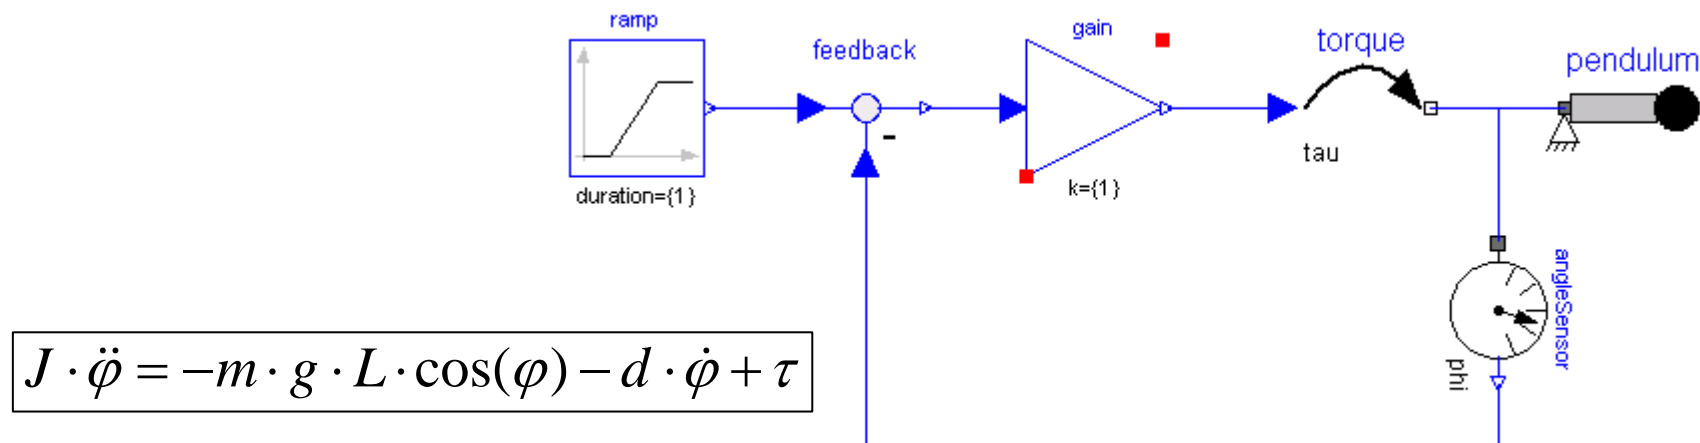 ramp
feedback
gain
torque
pendulum
-
tau
duration={1}
k={1}
angleSensor
phi
J · φ̈ = −m · g · L · cos(φ) − d · φ̇ + τ